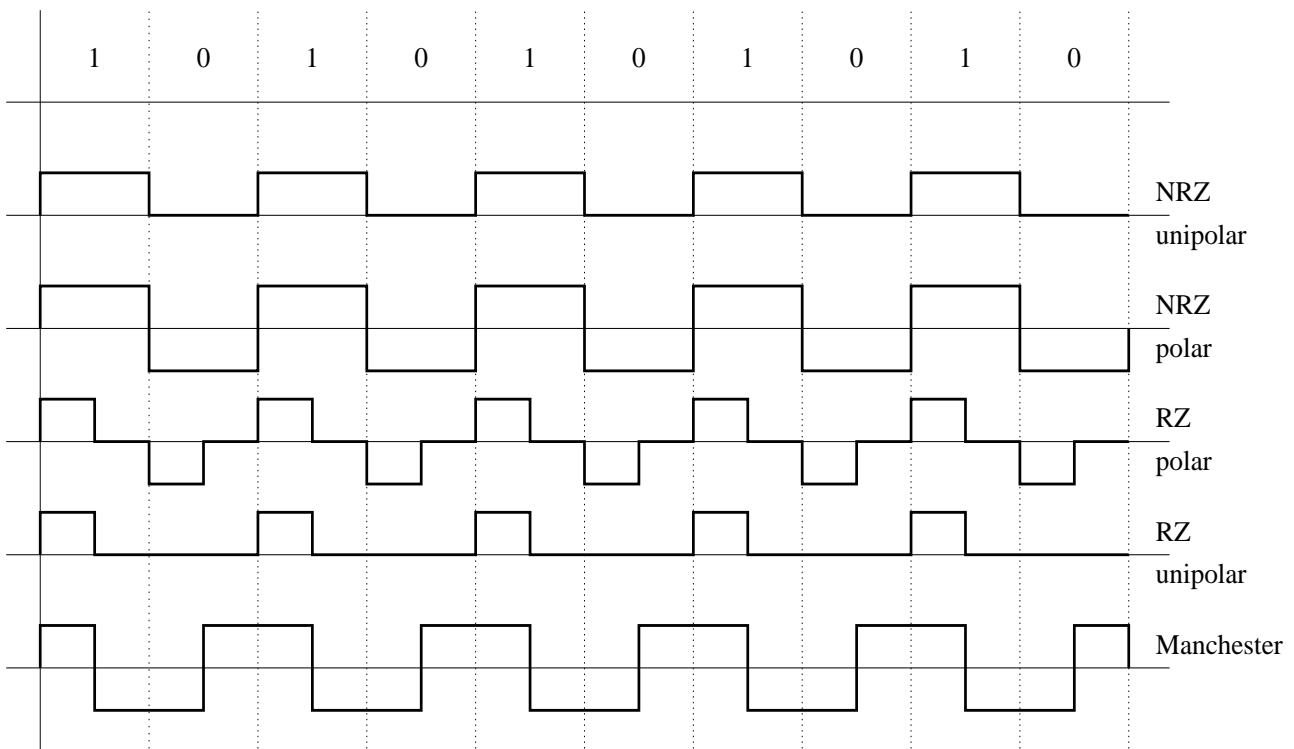 1 0 1 0 1 0 1 0 1 0
NRZ
unipolar
NRZ
polar
RZ
polar
RZ
unipolar
Manchester